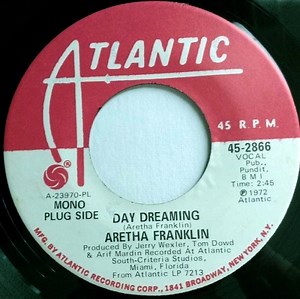 ATLANTIC
45 R.P.M.
45-2866
VOCAL
Pub.,
Pundit,
BMI
Time: 2:45
℗ 1972
Atlantic
A-23970-PL
MONO
PLUG SIDE
DAY DREAMING
(Aretha Franklin)
ARETHA FRANKLIN
Produced by Jerry Wexler, Tom Dowd
& Arif Mardin Recorded At Atlantic
South-Criteria Studios,
Miami, Florida
From Atlantic LP 7213
MFG. BY ATLANTIC RECORDING CORP., 1841 BROADWAY, NEW YORK, N.Y.